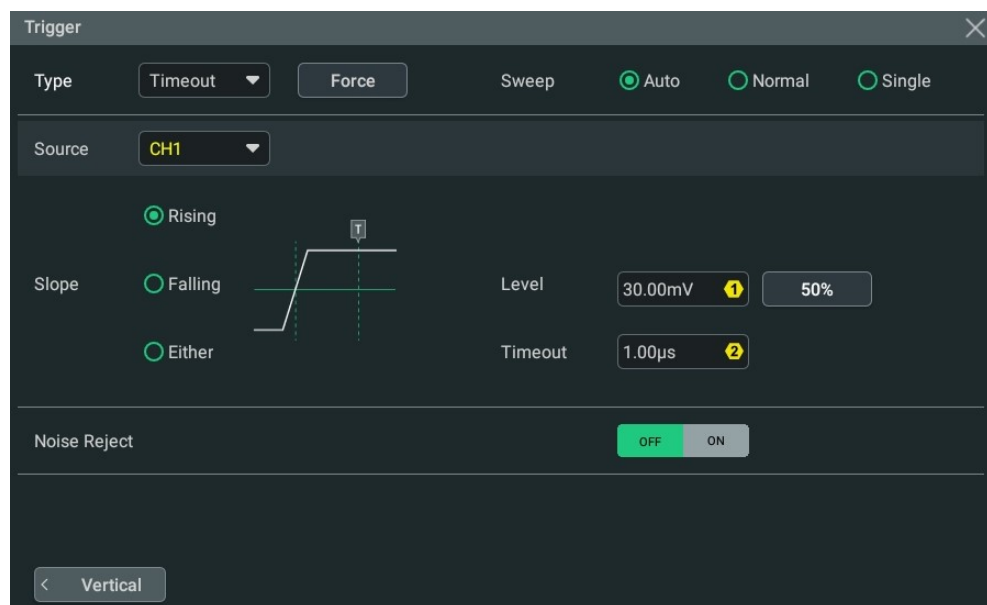 Trigger
Type Timeout Force Sweep Auto Normal Single
Source CH1
Rising
T
Slope Falling Level 30.00mV 1 50%
Either Timeout 1.00µs 2
Noise Reject OFF ON
< Vertical